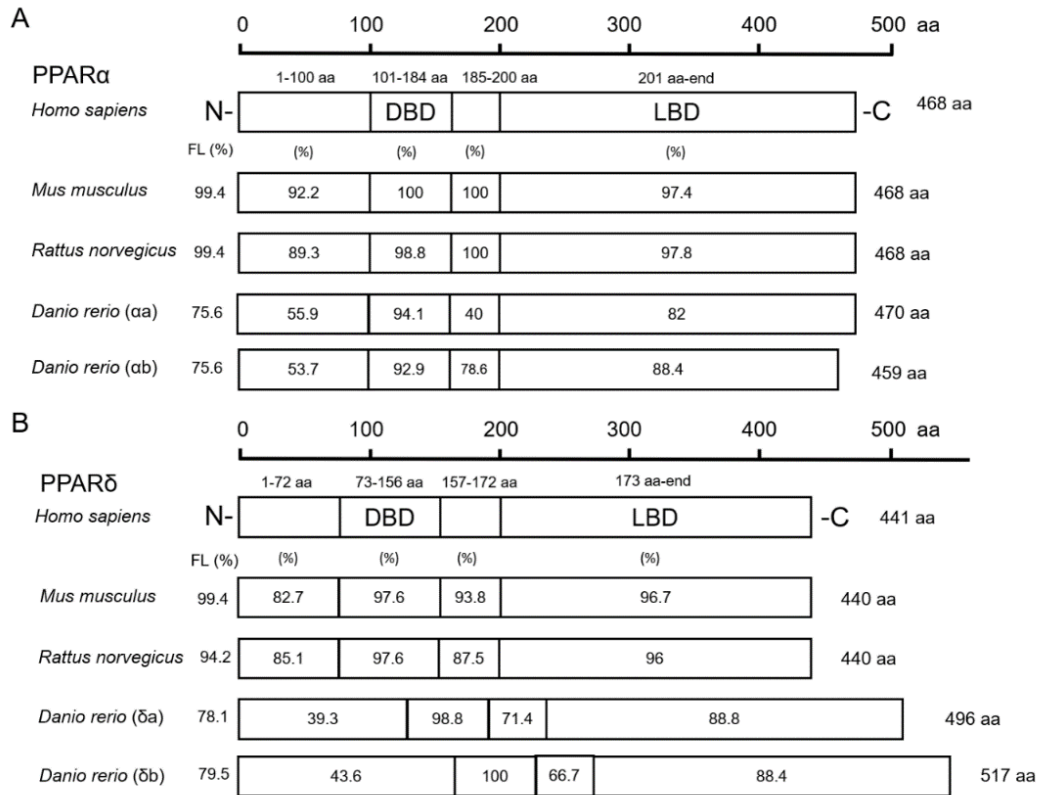 A
0 100 200 300 400 500 aa
PPARα 1-100 aa 101-184 aa 185-200 aa 201 aa-end
Homo sapiens N- DBD LBD -C 468 aa
FL (%) (%) (%) (%) (%)
Mus musculus 99.4 92.2 100 100 97.4 468 aa
Rattus norvegicus 99.4 89.3 98.8 100 97.8 468 aa
Danio rerio (αa) 75.6 55.9 94.1 40 82 470 aa
Danio rerio (αb) 75.6 53.7 92.9 78.6 88.4 459 aa
B
0 100 200 300 400 500 aa
PPARδ 1-72 aa 73-156 aa 157-172 aa 173 aa-end
Homo sapiens N- DBD LBD -C 441 aa
FL (%) (%) (%) (%) (%)
Mus musculus 99.4 82.7 97.6 93.8 96.7 440 aa
Rattus norvegicus 94.2 85.1 97.6 87.5 96 440 aa
Danio rerio (δa) 78.1 39.3 98.8 71.4 88.8 496 aa
Danio rerio (δb) 79.5 43.6 100 66.7 88.4 517 aa